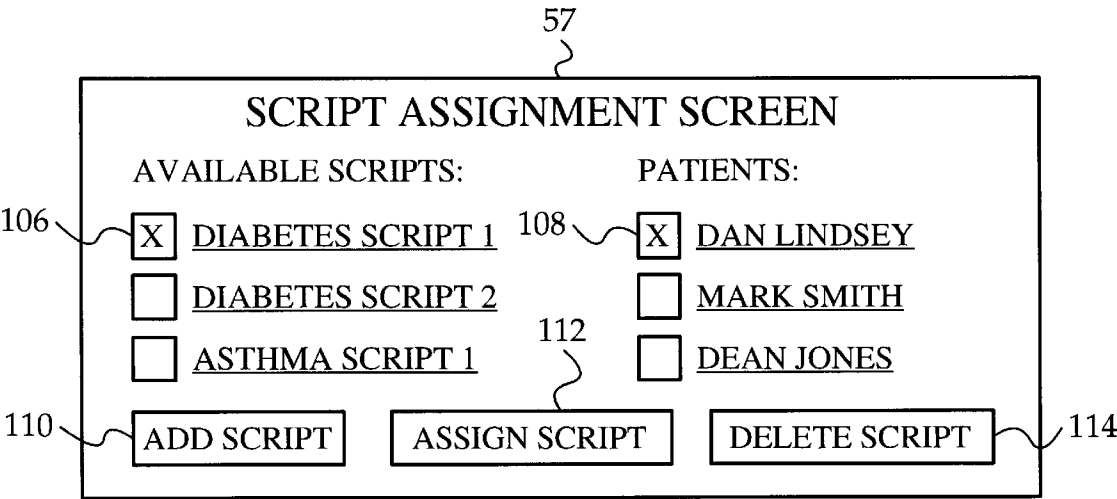 57
SCRIPT ASSIGNMENT SCREEN
AVAILABLE SCRIPTS: PATIENTS:
106 X DIABETES SCRIPT 1 108 X DAN LINDSEY
DIABETES SCRIPT 2 MARK SMITH
112
ASTHMA SCRIPT 1 DEAN JONES
110 ADD SCRIPT ASSIGN SCRIPT DELETE SCRIPT 114